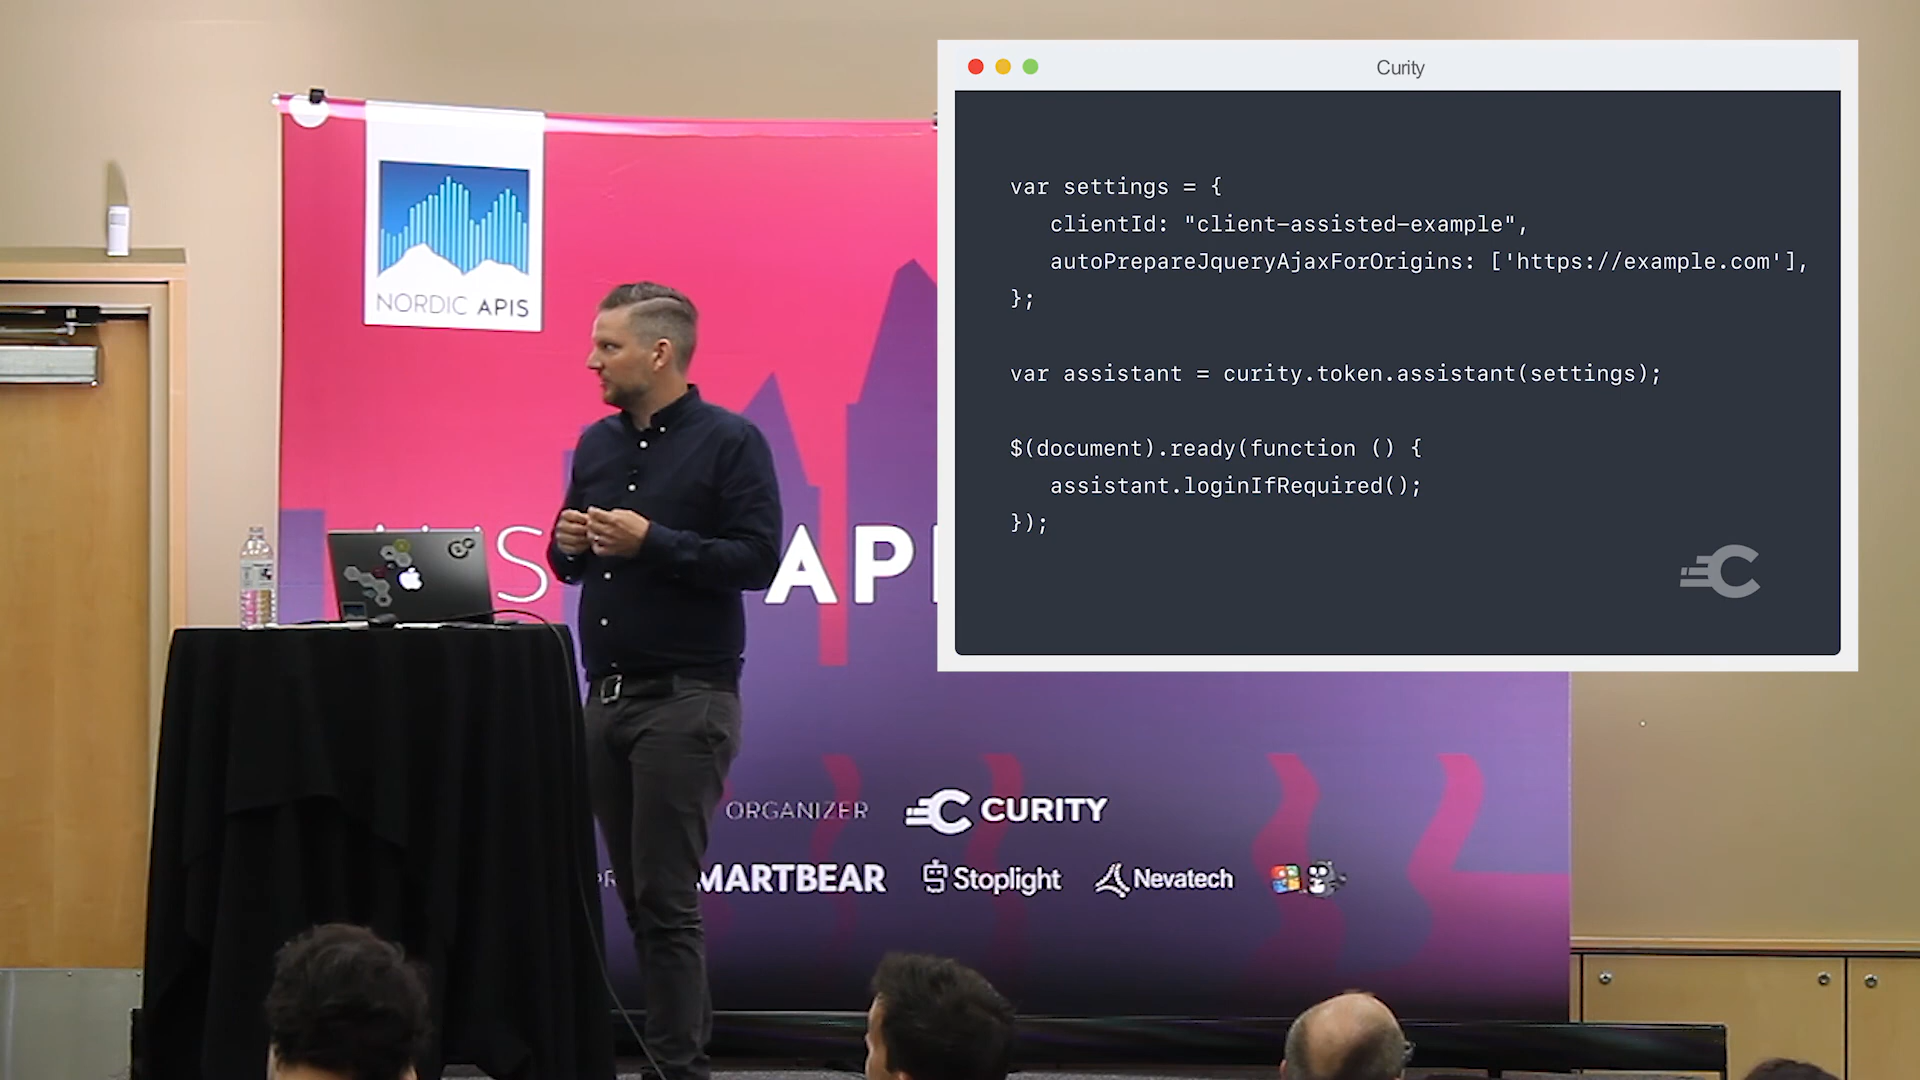 Curity
var settings = {
clientId: "client-assisted-example",
autoPrepareJqueryAjaxForOrigins: ['https://example.com'],
};
var assistant = curity.token.assistant(settings);
$(document).ready(function () {
assistant.loginIfRequired();
});
NORDIC APIS
ORGANIZER CURITY
MARTBEAR Stoplight Nevatech